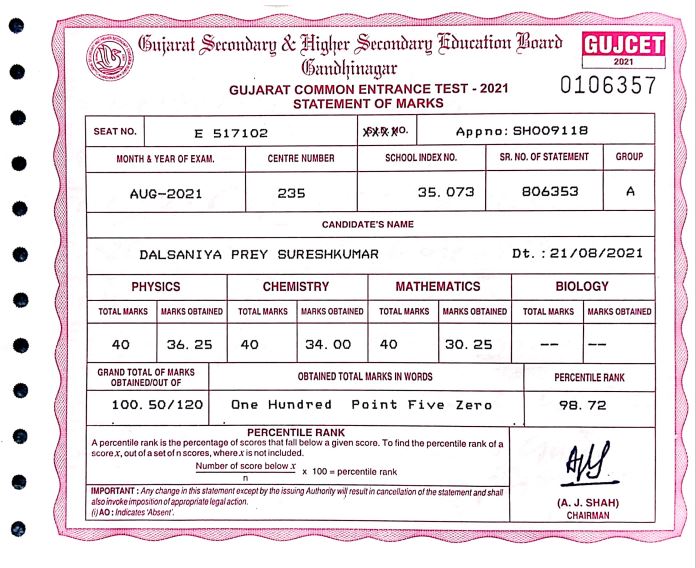 Gujarat Secondary & Higher Secondary Education Board
Gandhinagar
GUJCET
2021
GUJARAT COMMON ENTRANCE TEST - 2021
0106357
STATEMENT OF MARKS
SEAT NO. E 517102 NO. Appno: SH009118
MONTH & YEAR OF EXAM. CENTRE NUMBER SCHOOL INDEX NO. SR. NO. OF STATEMENT GROUP
AUG-2021 235 35. 073 806353 A
CANDIDATE'S NAME
DALSANIYA PREY SURESHKUMAR Dt. : 21/08/2021
PHYSICS CHEMISTRY MATHEMATICS BIOLOGY
TOTAL MARKS MARKS OBTAINED TOTAL MARKS MARKS OBTAINED TOTAL MARKS MARKS OBTAINED TOTAL MARKS MARKS OBTAINED
40 36. 25 40 34. 00 40 30. 25 -- --
GRAND TOTAL OF MARKS
OBTAINED/OUT OF OBTAINED TOTAL MARKS IN WORDS PERCENTILE RANK
100. 50/120 One Hundred Point Five Zero 98. 72
PERCENTILE RANK
A percentile rank is the percentage of scores that fall below a given score. To find the percentile rank of a
score x, out of a set of n scores, where x is not included.
Number of score below x
n
x 100 = percentile rank
IMPORTANT : Any change in this statement except by the issuing Authority will result in cancellation of the statement and shall
also invoke imposition of appropriate legal action.
(i) AO : Indicates 'Absent'.
(A. J. SHAH)
CHAIRMAN